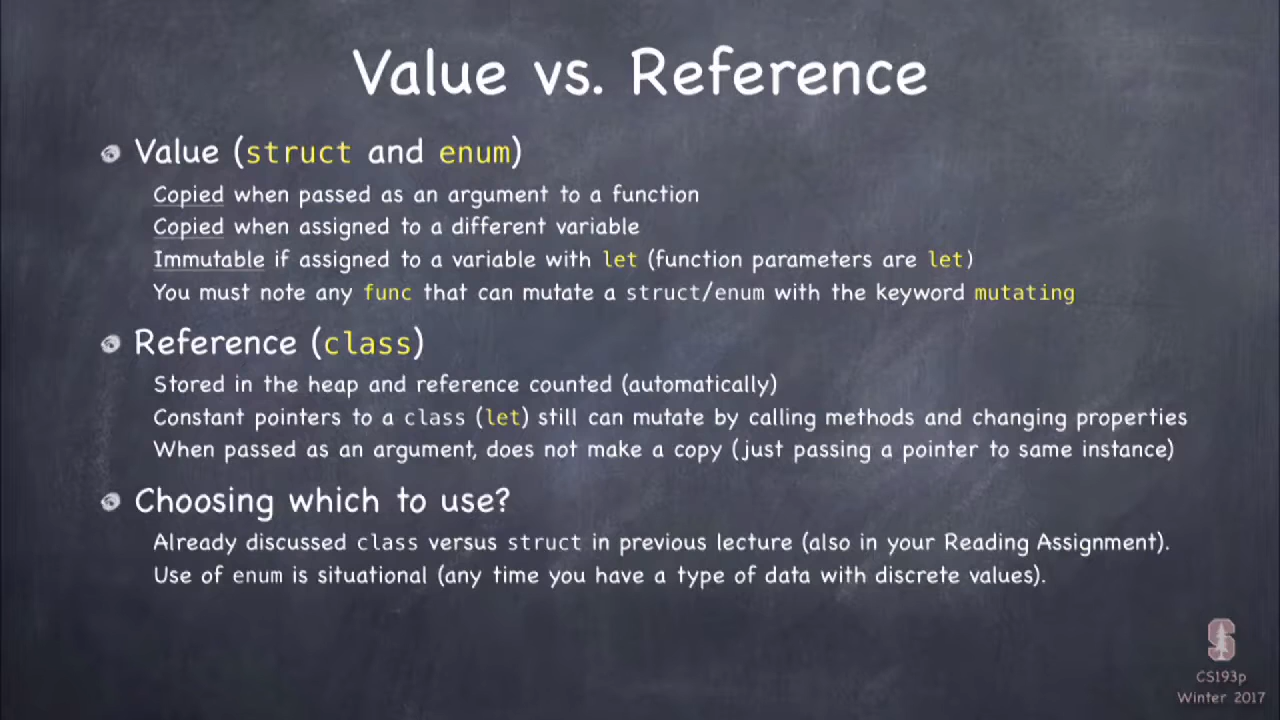 Value vs. Reference
Value (struct and enum)
Copied when passed as an argument to a function
Copied when assigned to a different variable
Immutable if assigned to a variable with let (function parameters are let)
You must note any func that can mutate a struct/enum with the keyword mutating
Reference (class)
Stored in the heap and reference counted (automatically)
Constant pointers to a class (let) still can mutate by calling methods and changing properties
When passed as an argument, does not make a copy (just passing a pointer to same instance)
Choosing which to use?
Already discussed class versus struct in previous lecture (also in your Reading Assignment).
Use of enum is situational (any time you have a type of data with discrete values).
S
CS193p
Winter 2017